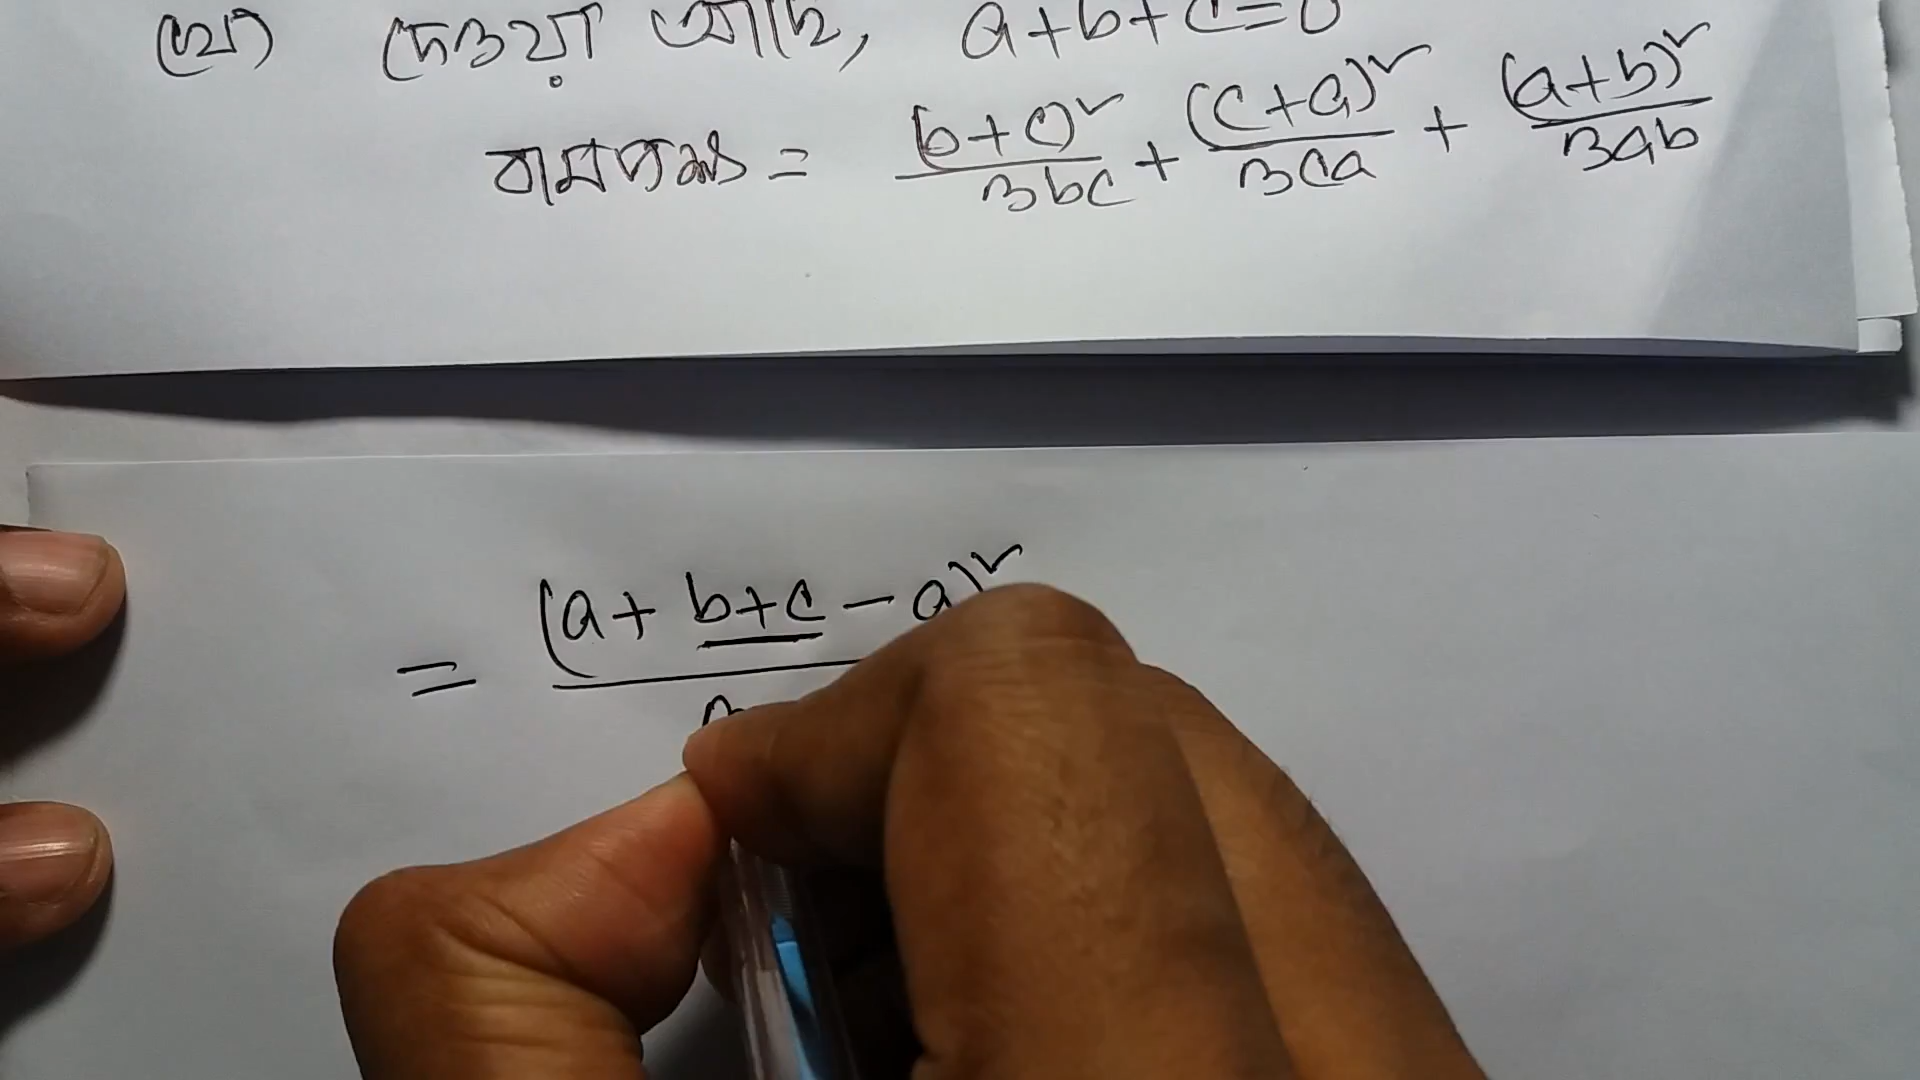 (খ) দেওয়া আছে, a+b+c=0
বামপক্ষ = (b+c)²/3bc + (c+a)²/3ca + (a+b)²/3ab
= (a+b+c-a)²